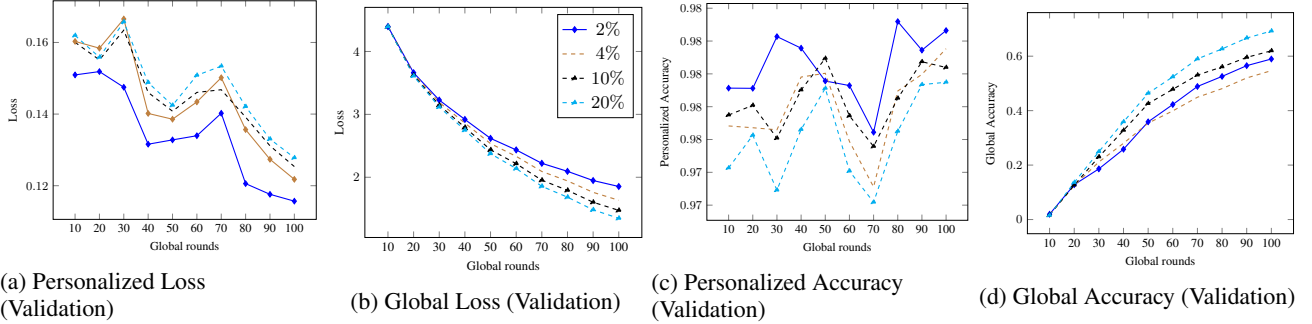 0.16
0.14
0.12
Loss
10 20 30 40 50 60 70 80 90 100
Global rounds
(a) Personalized Loss
(Validation)
4
3
2
Loss
2%
4%
10%
20%
10 20 30 40 50 60 70 80 90 100
Global rounds
(b) Global Loss (Validation)
0.98
0.98
0.98
0.98
0.98
0.97
0.97
Personalized Accuracy
10 20 30 40 50 60 70 80 90 100
Global rounds
(c) Personalized Accuracy
(Validation)
0.6
0.4
0.2
0
Global Accuracy
10 20 30 40 50 60 70 80 90 100
Global rounds
(d) Global Accuracy (Validation)